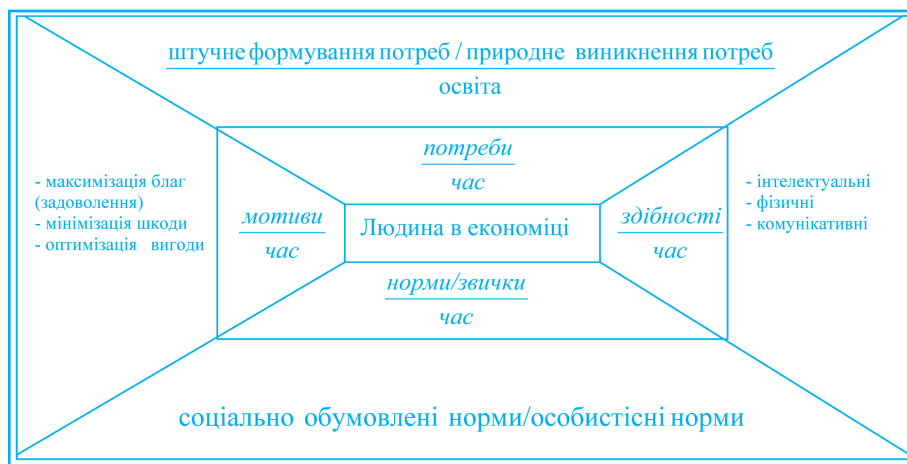 штучне формування потреб / природне виникнення потреб
освіта
потреби
час
- максимізація благ
(задоволення)
- мінімізація шкоди
- оптимізація вигоди
мотиви
час
Людина в економіці
здібності
час
- інтелектуальні
- фізичні
- комунікативні
норми/звички
час
соціально обумовлені норми/особистісні норми